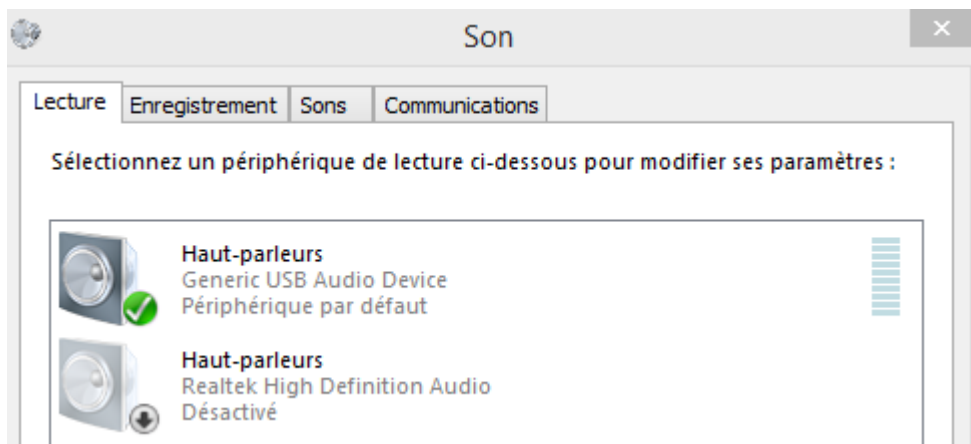 Son
Lecture Enregistrement Sons Communications
Sélectionnez un périphérique de lecture ci-dessous pour modifier ses paramètres :
Haut-parleurs
Generic USB Audio Device
Périphérique par défaut
Haut-parleurs
Realtek High Definition Audio
Désactivé